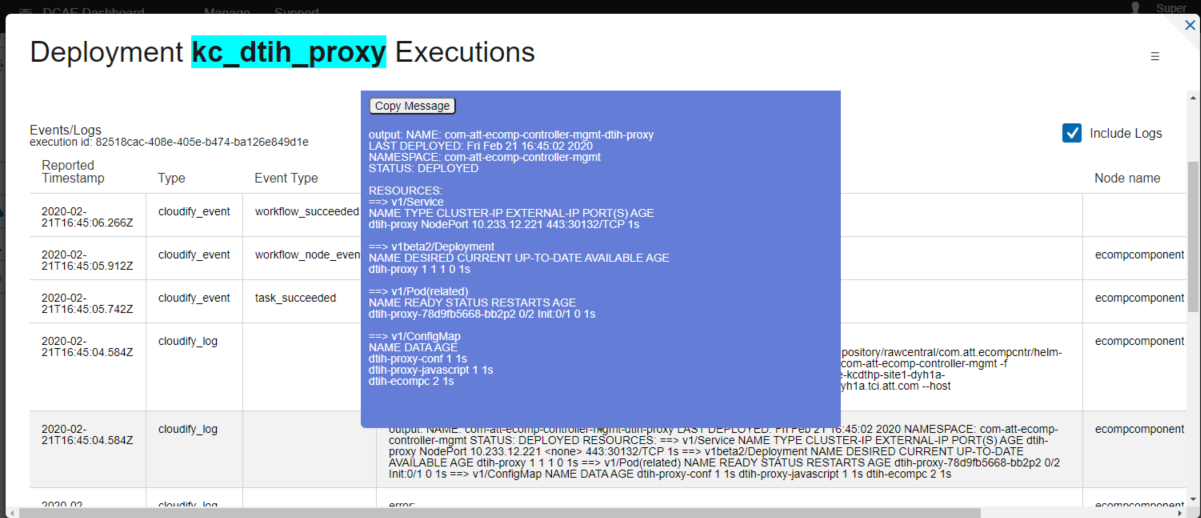 DCAE Dashboard
Manage
Support
Super
Deployment kc_dtih_proxy Executions
Copy Message
output: NAME: com-att-ecomp-controller-mgmt-dtih-proxy
LAST DEPLOYED: Fri Feb 21 16:45:02 2020
NAMESPACE: com-att-ecomp-controller-mgmt
STATUS: DEPLOYED
RESOURCES:
==> v1/Service
NAME TYPE CLUSTER-IP EXTERNAL-IP PORT(S) AGE
dtih-proxy NodePort 10.233.12.221 443:30132/TCP 1s
==> v1beta2/Deployment
NAME DESIRED CURRENT UP-TO-DATE AVAILABLE AGE
dtih-proxy 1 1 1 0 1s
==> v1/Pod(related)
NAME READY STATUS RESTARTS AGE
dtih-proxy-78d9fb5668-bb2p2 0/2 Init:0/1 0 1s
==> v1/ConfigMap
NAME DATA AGE
dtih-proxy-conf 1 1s
dtih-proxy-javascript 1 1s
dtih-ecompc 2 1s
Events/Logs
execution id: 82518cac-408e-405e-b474-ba126e849d1e
Include Logs
Reported
Timestamp
Type
Event Type
Node name
2020-02-
21T16:45:06.266Z
cloudify_event
workflow_succeeded
2020-02-
21T16:45:05.912Z
cloudify_event
workflow_node_even
ecompcomponent
2020-02-
21T16:45:05.742Z
cloudify_event
task_succeeded
ecompcomponent
2020-02-
21T16:45:04.584Z
cloudify_log
pository/rawcentral/com.att.ecompcntr/helm-
com-att-ecomp-controller-mgmt -f
e-kcdthp-site1-dyh1a-
yh1a.tci.att.com --host
ecompcomponent
2020-02-
21T16:45:04.584Z
cloudify_log
output: NAME: com-att-ecomp-controller-mgmt-dtih-proxy LAST DEPLOYED: Fri Feb 21 16:45:02 2020 NAMESPACE: com-att-ecomp-
controller-mgmt STATUS: DEPLOYED RESOURCES: ==> v1/Service NAME TYPE CLUSTER-IP EXTERNAL-IP PORT(S) AGE dtih-
proxy NodePort 10.233.12.221 <none> 443:30132/TCP 1s ==> v1beta2/Deployment NAME DESIRED CURRENT UP-TO-DATE
AVAILABLE AGE dtih-proxy 1 1 1 0 1s ==> v1/Pod(related) NAME READY STATUS RESTARTS AGE dtih-proxy-78d9fb5668-bb2p2 0/2
Init:0/1 0 1s ==> v1/ConfigMap NAME DATA AGE dtih-proxy-conf 1 1s dtih-proxy-javascript 1 1s dtih-ecompc 2 1s
ecompcomponent
2020-02-
cloudify_log
error:
ecompcomponent